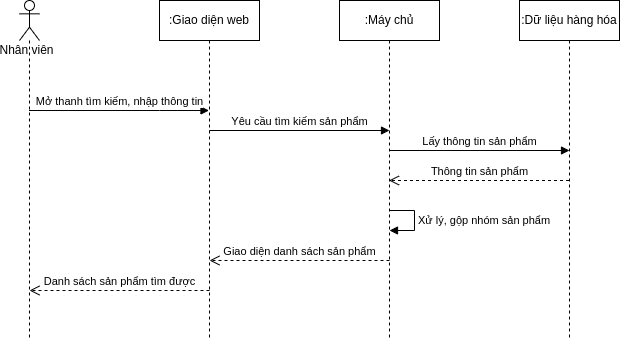 :Giao diện web
:Máy chủ
:Dữ liệu hàng hóa
Nhân viên
Mở thanh tìm kiếm, nhập thông tin
Yêu cầu tìm kiếm sản phẩm
Lấy thông tin sản phẩm
Thông tin sản phẩm
Xử lý, gộp nhóm sản phẩm
Giao diện danh sách sản phẩm
Danh sách sản phẩm tìm được